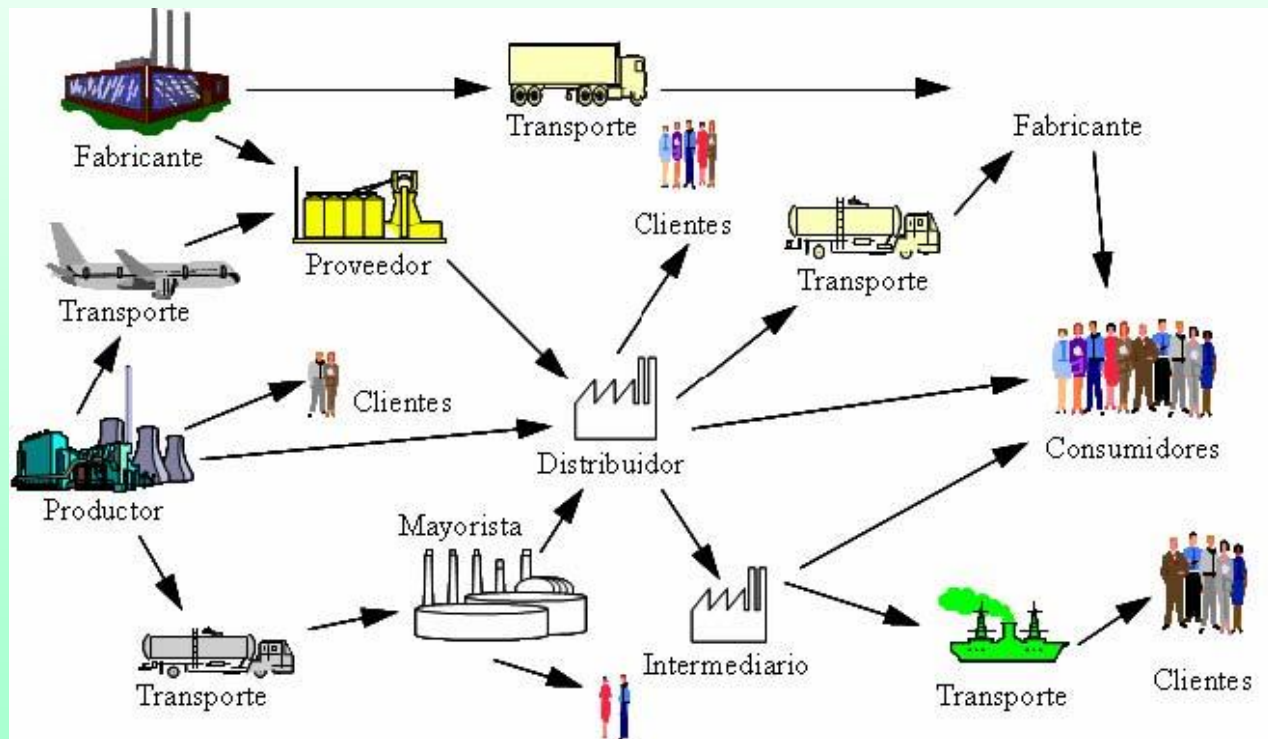 Transporte
Fabricante
Fabricante
Clientes
Proveedor
Transporte
Transporte
Clientes
Consumidores
Distribuidor
Productor
Mayorista
Intermediario
Transporte
Transporte
Clientes